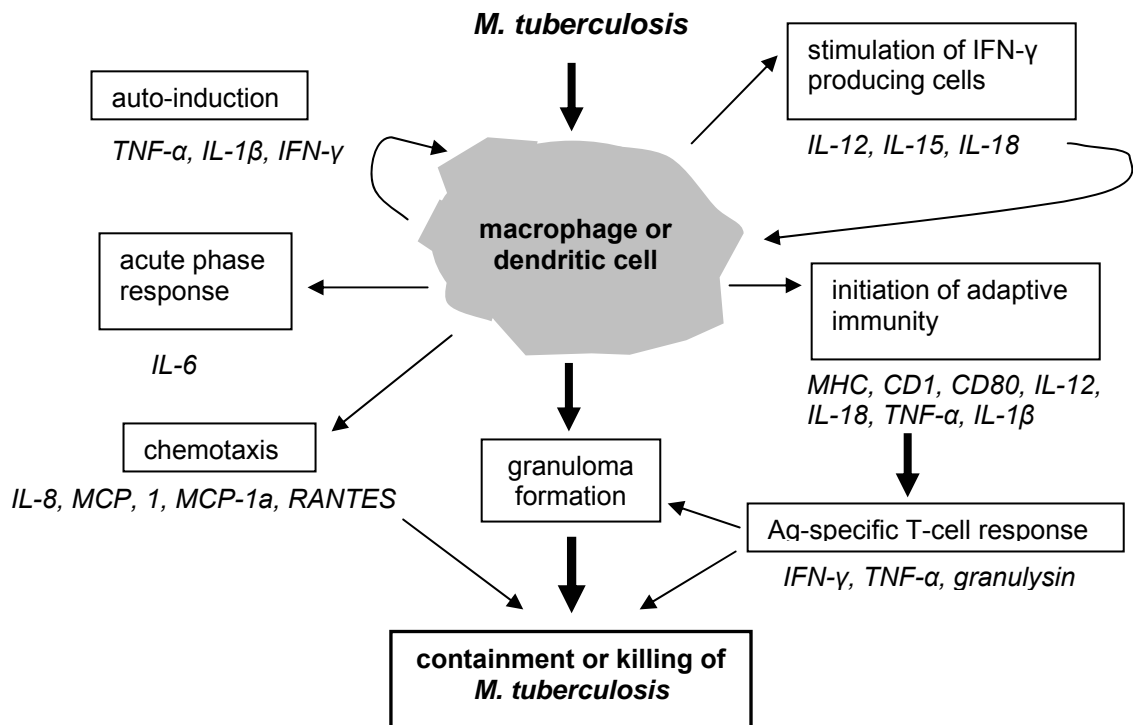 M. tuberculosis
auto-induction
TNF-α, IL-1β, IFN-γ
stimulation of IFN-γ
producing cells
IL-12, IL-15, IL-18
macrophage or
dendritic cell
acute phase
response
IL-6
initiation of adaptive
immunity
MHC, CD1, CD80, IL-12,
IL-18, TNF-α, IL-1β
chemotaxis
IL-8, MCP, 1, MCP-1a, RANTES
granuloma
formation
Ag-specific T-cell response
IFN-γ, TNF-α, granulysin
containment or killing of
M. tuberculosis